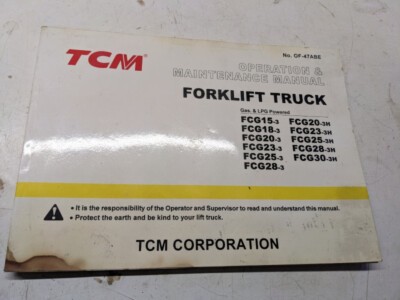 No. OF-47ABE
TCM
OPERATION &
MAINTENANCE MANUAL
FORKLIFT TRUCK
Gas. & LPG Powered
FCG15-3 FCG20-3H
FCG18-3 FCG23-3H
FCG20-3 FCG25-3H
FCG23-3 FCG28-3H
FCG25-3 FCG30-3H
FCG28-3
• It is the responsibility of the Operator and Supervisor to read and understand this manual.
• Protect the earth and be kind to your lift truck.
TCM CORPORATION